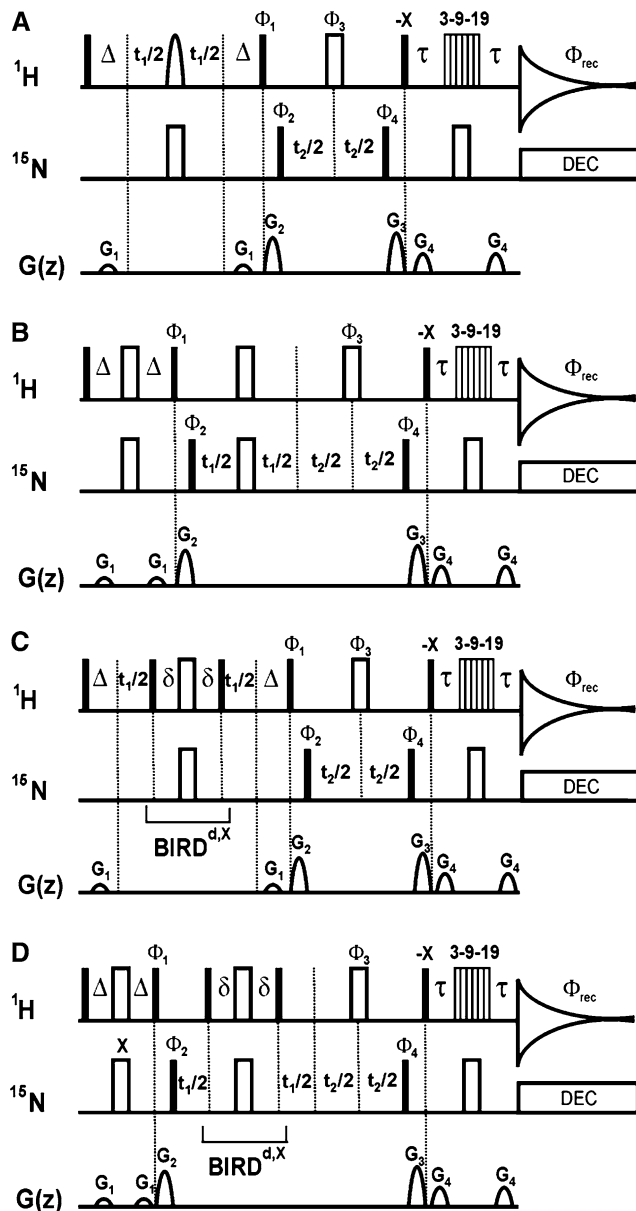 A
Φ1 Φ3 -X 3-9-19
1H Δ t1/2 t1/2 Δ τ τ Φrec
Φ2 Φ4
15N t2/2 t2/2 DEC
G(z) G1 G1 G2 G3 G4 G4
B
Φ1 Φ3 -X 3-9-19
1H Δ Δ τ τ Φrec
Φ2 Φ4
15N t1/2 t1/2 t2/2 t2/2 DEC
G(z) G1 G1 G2 G3 G4 G4
C
Φ1 Φ3 -X 3-9-19
1H Δ t1/2 δ δ t1/2 Δ τ τ Φrec
Φ2 Φ4
15N t2/2 t2/2 DEC
BIRDd,X
G(z) G1 G1 G2 G3 G4 G4
D
Φ1 Φ3 -X 3-9-19
1H Δ Δ δ δ τ τ Φrec
X Φ2 Φ4
15N t1/2 t1/2 t2/2 t2/2 DEC
BIRDd,X
G(z) G1 G1 G2 G3 G4 G4